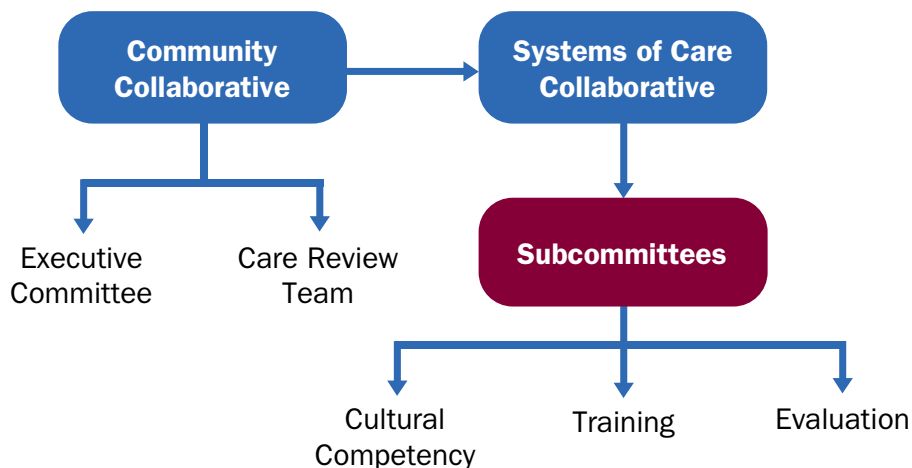 Community
Collaborative
Systems of Care
Collaborative
Executive
Committee
Care Review
Team
Subcommittees
Cultural
Competency
Training
Evaluation